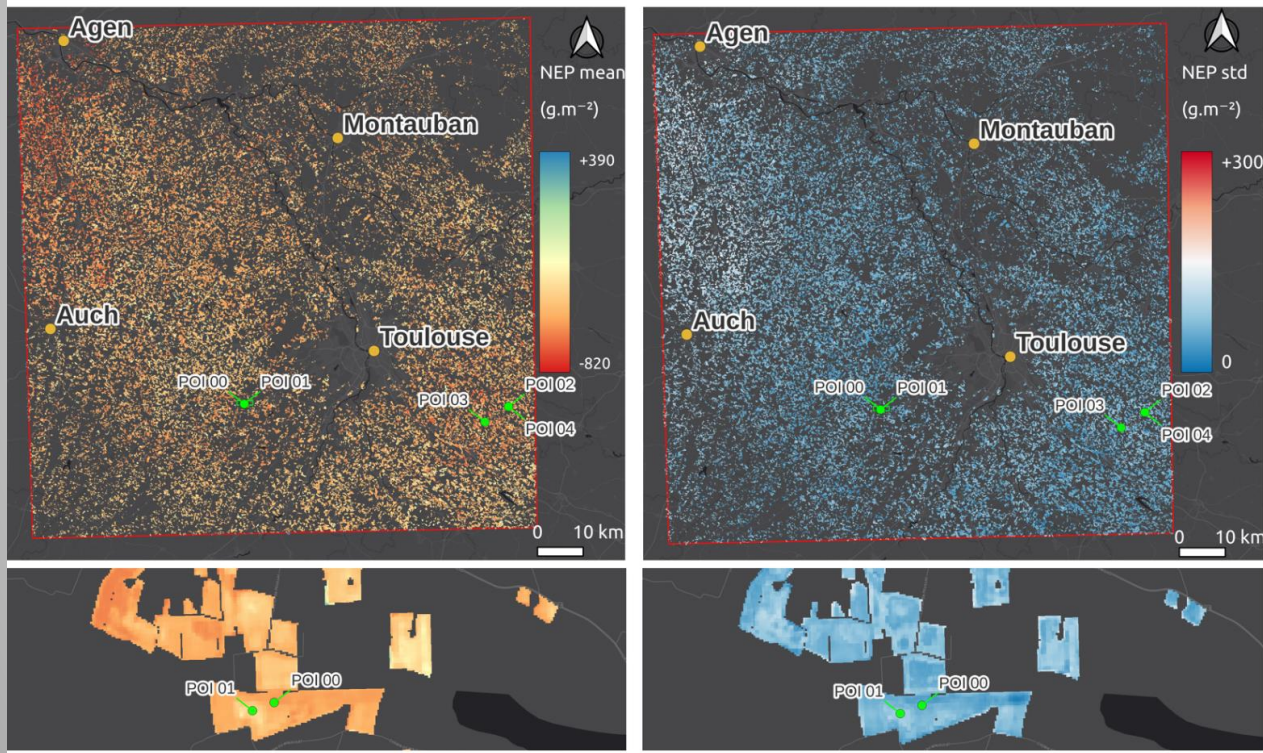 Agen
NEP mean
(g.m⁻²)
Montauban
+390
Auch
Toulouse
-820
POI 00
POI 01
POI 02
POI 03
POI 04
0
10 km
Agen
NEP std
(g.m⁻²)
Montauban
+300
Auch
Toulouse
0
POI 00
POI 01
POI 02
POI 03
POI 04
0
10 km
POI 01
POI 00
POI 01
POI 00